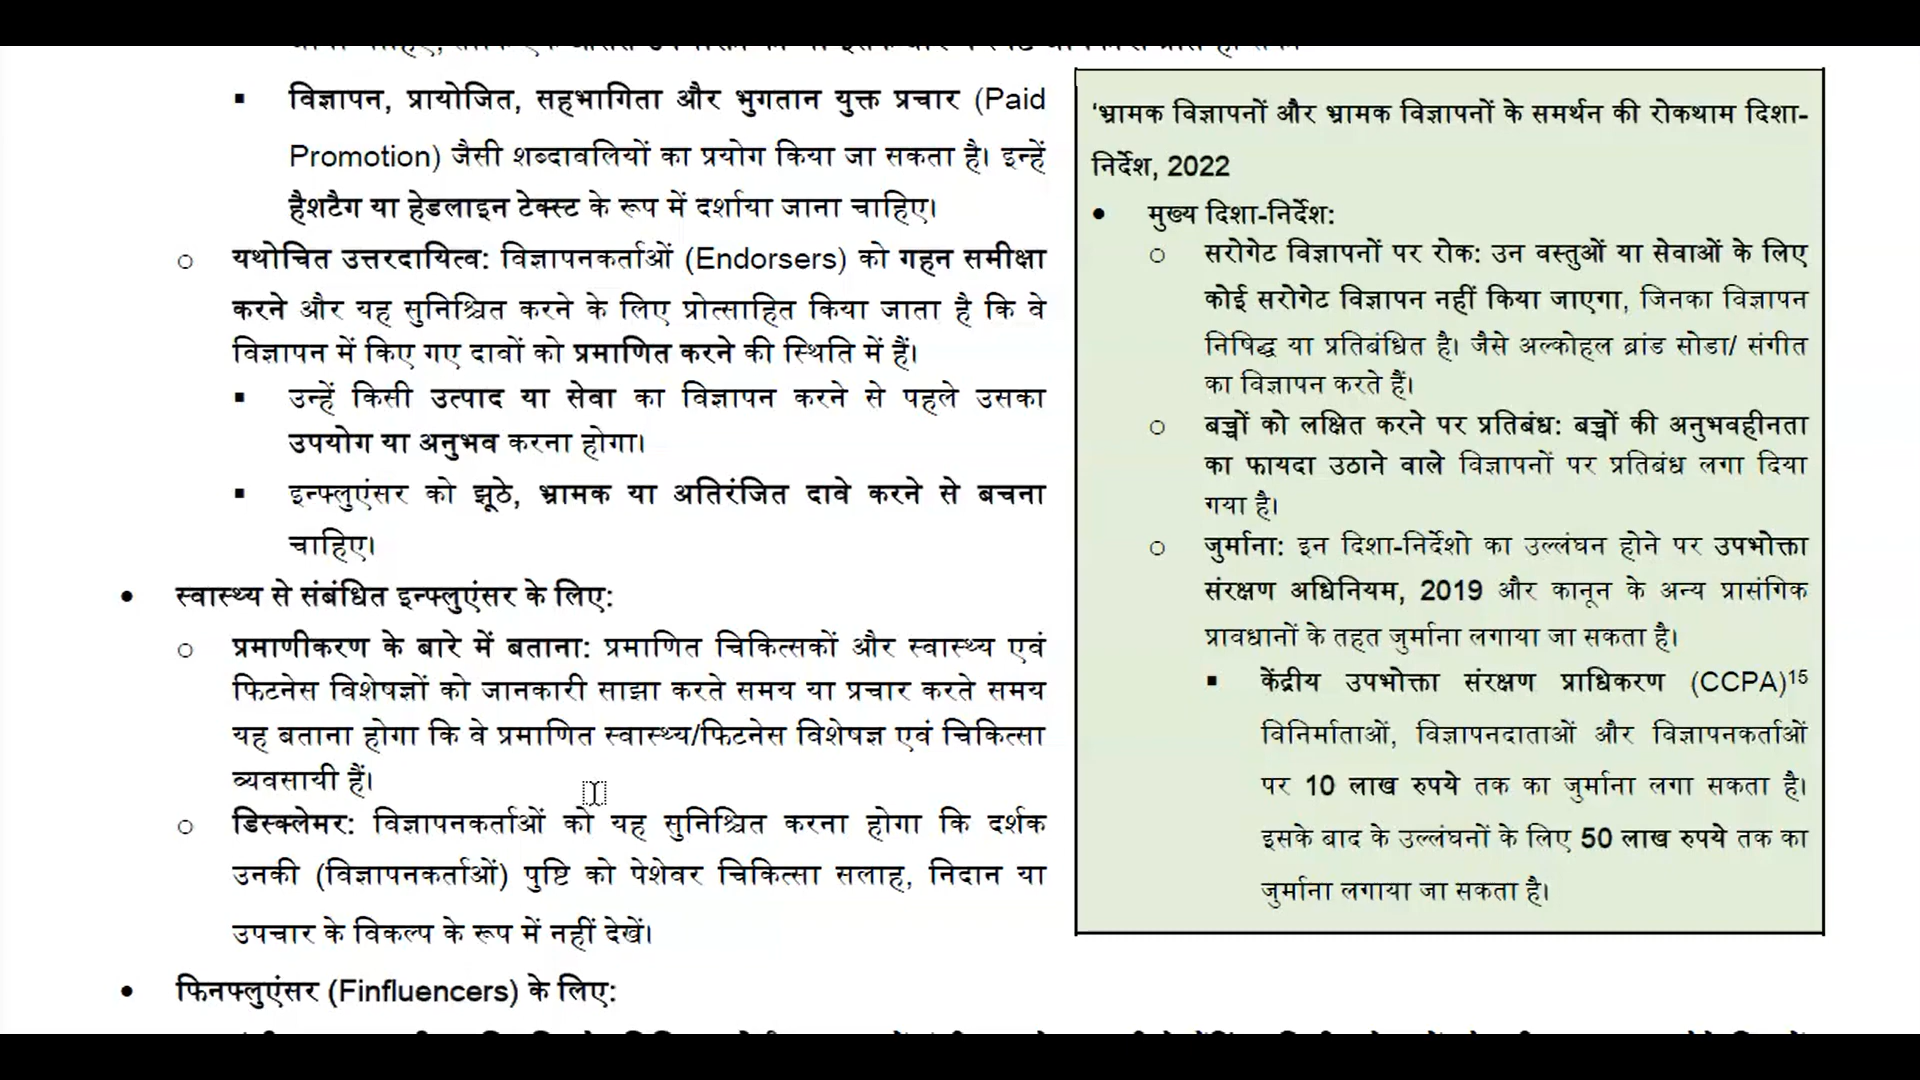 ▪ विज्ञापन, प्रायोजित, सहभागिता और भुगतान युक्त प्रचार (Paid
Promotion) जैसी शब्दावलियों का प्रयोग किया जा सकता है। इन्हें
हैशटैग या हेडलाइन टेक्स्ट के रूप में दर्शाया जाना चाहिए।
○ यथोचित उत्तरदायित्व: विज्ञापनकर्ताओं (Endorsers) को गहन समीक्षा
करने और यह सुनिश्चित करने के लिए प्रोत्साहित किया जाता है कि वे
विज्ञापन में किए गए दावों को प्रमाणित करने की स्थिति में हैं।
▪ उन्हें किसी उत्पाद या सेवा का विज्ञापन करने से पहले उसका
उपयोग या अनुभव करना होगा।
▪ इन्फ्लुएंसर को झूठे, भ्रामक या अतिरंजित दावे करने से बचना
चाहिए।
• स्वास्थ्य से संबंधित इन्फ्लुएंसर के लिए:
○ प्रमाणीकरण के बारे में बताना: प्रमाणित चिकित्सकों और स्वास्थ्य एवं
फिटनेस विशेषज्ञों को जानकारी साझा करते समय या प्रचार करते समय
यह बताना होगा कि वे प्रमाणित स्वास्थ्य/फिटनेस विशेषज्ञ एवं चिकित्सा
व्यवसायी हैं।
○ डिस्क्लेमर: विज्ञापनकर्ताओं को यह सुनिश्चित करना होगा कि दर्शक
उनकी (विज्ञापनकर्ताओं) पुष्टि को पेशेवर चिकित्सा सलाह, निदान या
उपचार के विकल्प के रूप में नहीं देखें।
• फिनफ्लुएंसर (Finfluencers) के लिए:
'भ्रामक विज्ञापनों और भ्रामक विज्ञापनों के समर्थन की रोकथाम दिशा-
निर्देश, 2022
• मुख्य दिशा-निर्देश:
○ सरोगेट विज्ञापनों पर रोक: उन वस्तुओं या सेवाओं के लिए
कोई सरोगेट विज्ञापन नहीं किया जाएगा, जिनका विज्ञापन
निषिद्ध या प्रतिबंधित है। जैसे अल्कोहल ब्रांड सोडा/ संगीत
का विज्ञापन करते हैं।
○ बच्चों को लक्षित करने पर प्रतिबंध: बच्चों की अनुभवहीनता
का फायदा उठाने वाले विज्ञापनों पर प्रतिबंध लगा दिया
गया है।
○ जुर्माना: इन दिशा-निर्देशो का उल्लंघन होने पर उपभोक्ता
संरक्षण अधिनियम, 2019 और कानून के अन्य प्रासंगिक
प्रावधानों के तहत जुर्माना लगाया जा सकता है।
▪ केंद्रीय उपभोक्ता संरक्षण प्राधिकरण (CCPA)¹⁵
विनिर्माताओं, विज्ञापनदाताओं और विज्ञापनकर्ताओं
पर 10 लाख रुपये तक का जुर्माना लगा सकता है।
इसके बाद के उल्लंघनों के लिए 50 लाख रुपये तक का
जुर्माना लगाया जा सकता है।